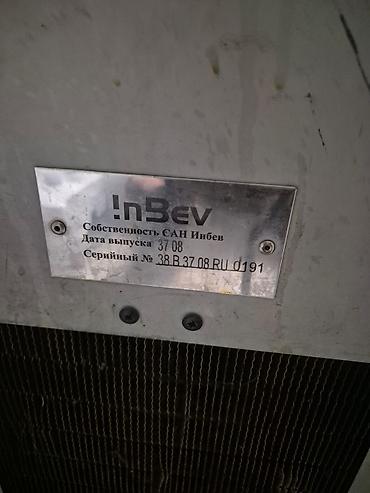 InBev
Собственность САН Инбев
Дата выпуска 37 08
Серийный № 38 B 37 08 RU 0191